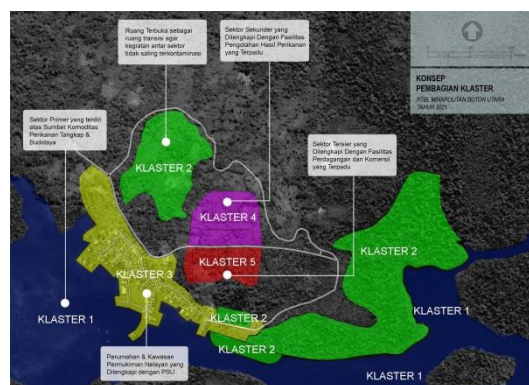 Ruang Terbuka sebagai
ruang transisi agar
kegiatan antar sektor
tidak saling terkontaminasi
Sektor Sekunder yang
Dilengkapi Dengan Fasilitas
Pengolahan Hasil Perikanan
yang Terpadu
KONSEP
PEMBAGIAN KLASTER
RTBL MINAPOLITAN BUTON UTARA
TAHUN 2021
Sektor Primer yang terdiri
atas Sumber Komoditas
Perikanan Tangkap &
Budidaya
Sektor Tersier yang
Dilengkapi Dengan Fasilitas
Perdagangan dan Komersil
yang Terpadu
KLASTER 2
KLASTER 4
KLASTER 2
KLASTER 5
KLASTER 3
KLASTER 1
KLASTER 1
KLASTER 2
KLASTER 2
Perumahan & Kawasan
Permukiman Nelayan yang
Dilengkapi dengan PSU
KLASTER 1